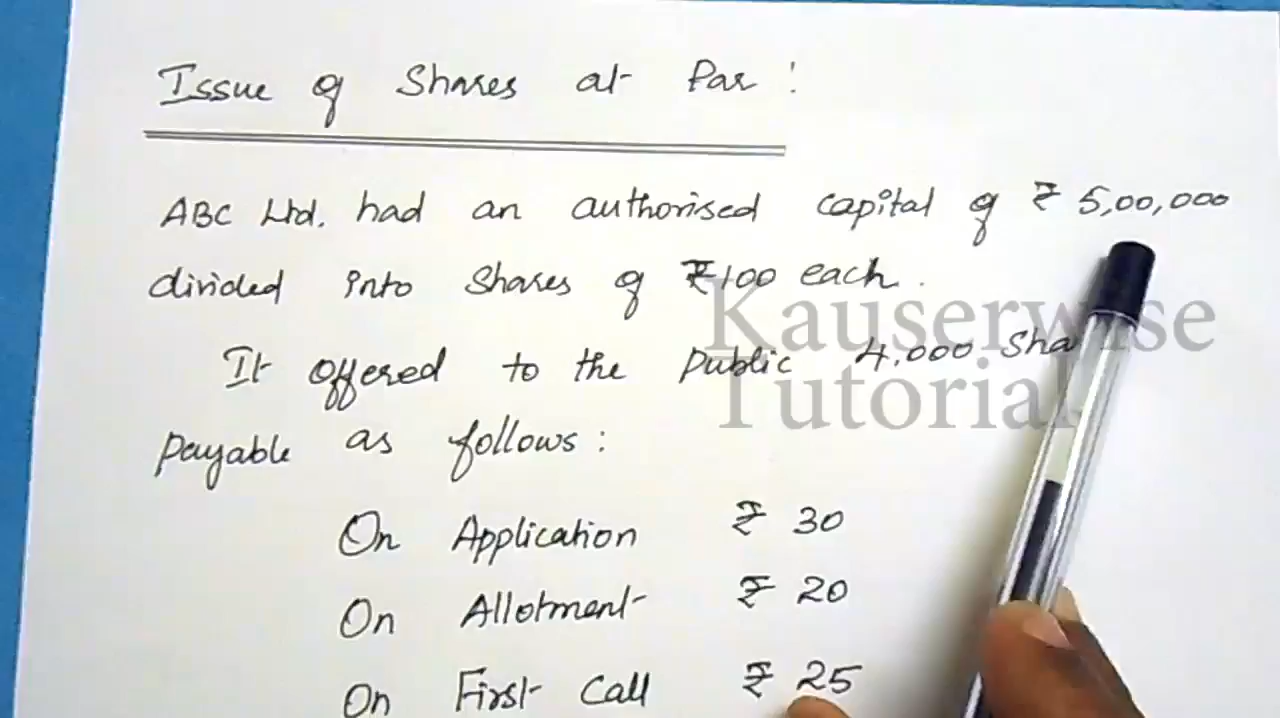 Issue of Shares at Par :
ABC Ltd. had an authorised capital of ₹ 5,00,000
divided into Shares of ₹100 each.
It offered to the public 4,000 Sha
payable as follows :
On Application ₹ 30
On Allotment ₹ 20
On First Call ₹ 25
Kauserwise
Tutorial